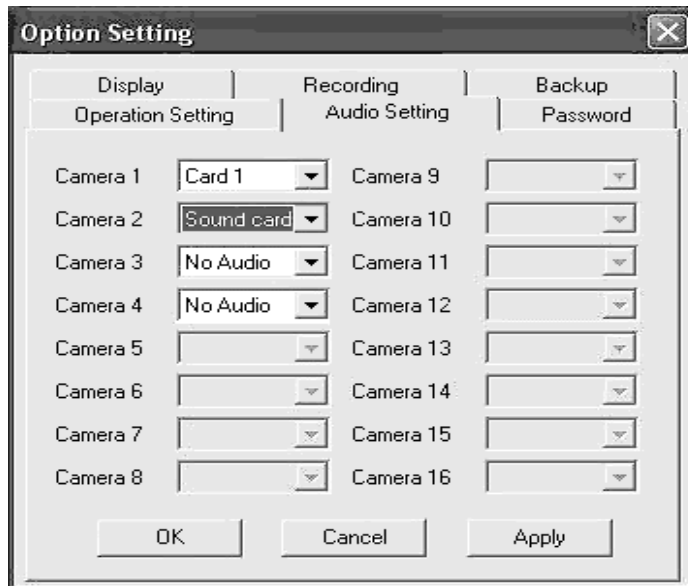 Option Setting
Display Recording Backup
Operation Setting Audio Setting Password
Camera 1 Card 1 Camera 9
Camera 2 Sound card Camera 10
Camera 3 No Audio Camera 11
Camera 4 No Audio Camera 12
Camera 5 Camera 13
Camera 6 Camera 14
Camera 7 Camera 15
Camera 8 Camera 16
OK Cancel Apply